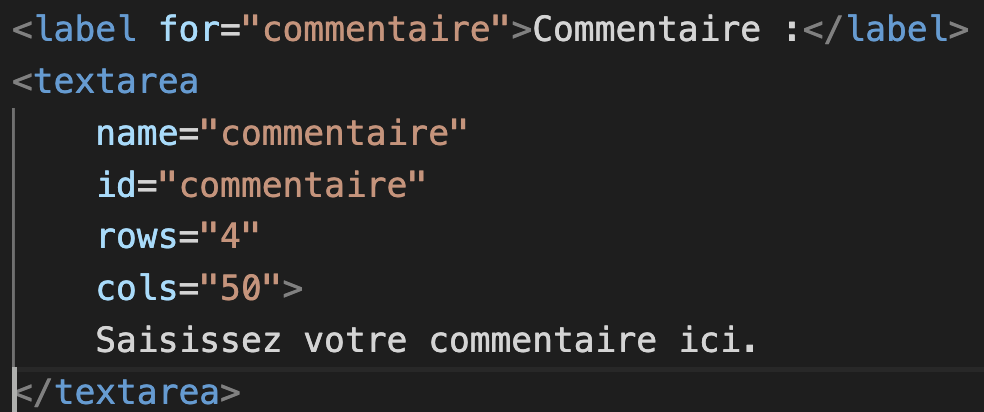 <label for="commentaire">Commentaire :</label>
<textarea
name="commentaire"
id="commentaire"
rows="4"
cols="50">
Saisissez votre commentaire ici.
</textarea>